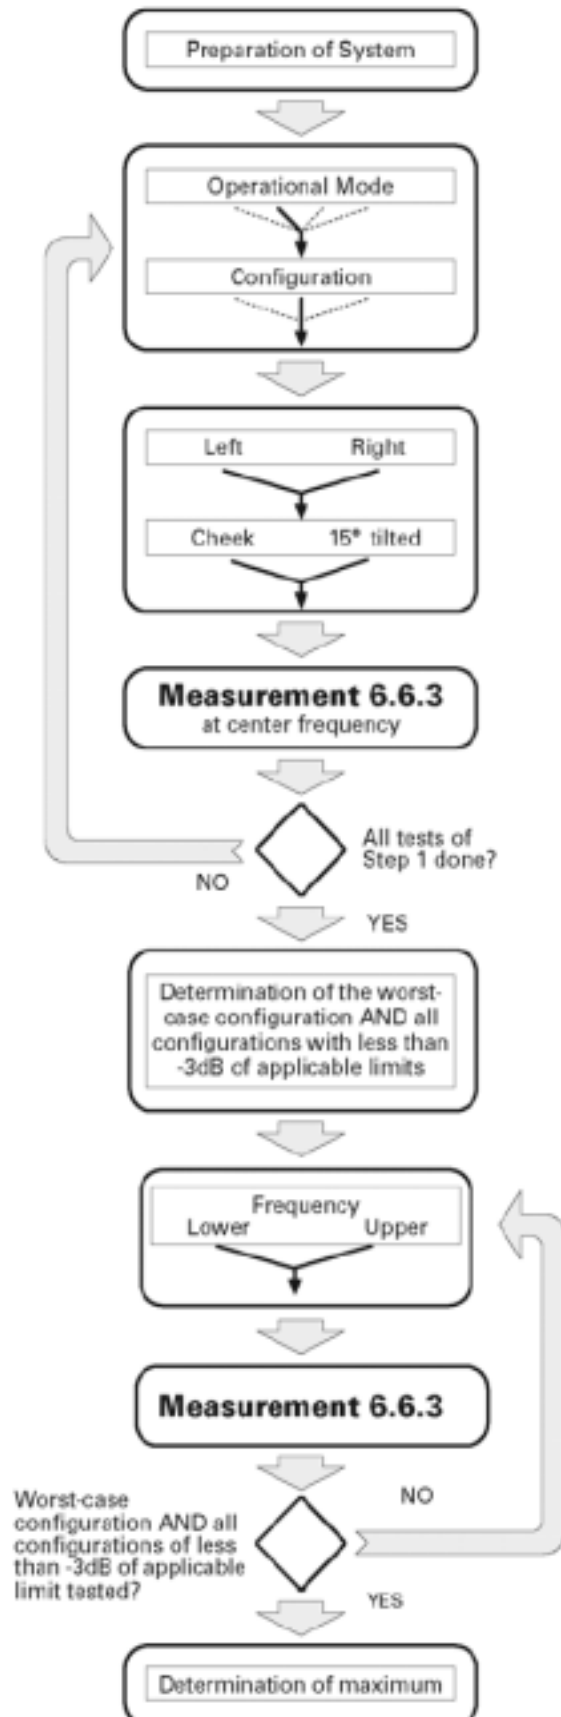 Preparation of System
Operational Mode
Configuration
Left Right
Cheek 15° tilted
Measurement 6.6.3
at center frequency
All tests of
Step 1 done?
NO
YES
Determination of the worst-
case configuration AND all
configurations with less than
-3dB of applicable limits
Frequency
Lower Upper
Measurement 6.6.3
NO
Worst-case
configuration AND all
configurations of less
than -3dB of applicable
limit tested?
YES
Determination of maximum